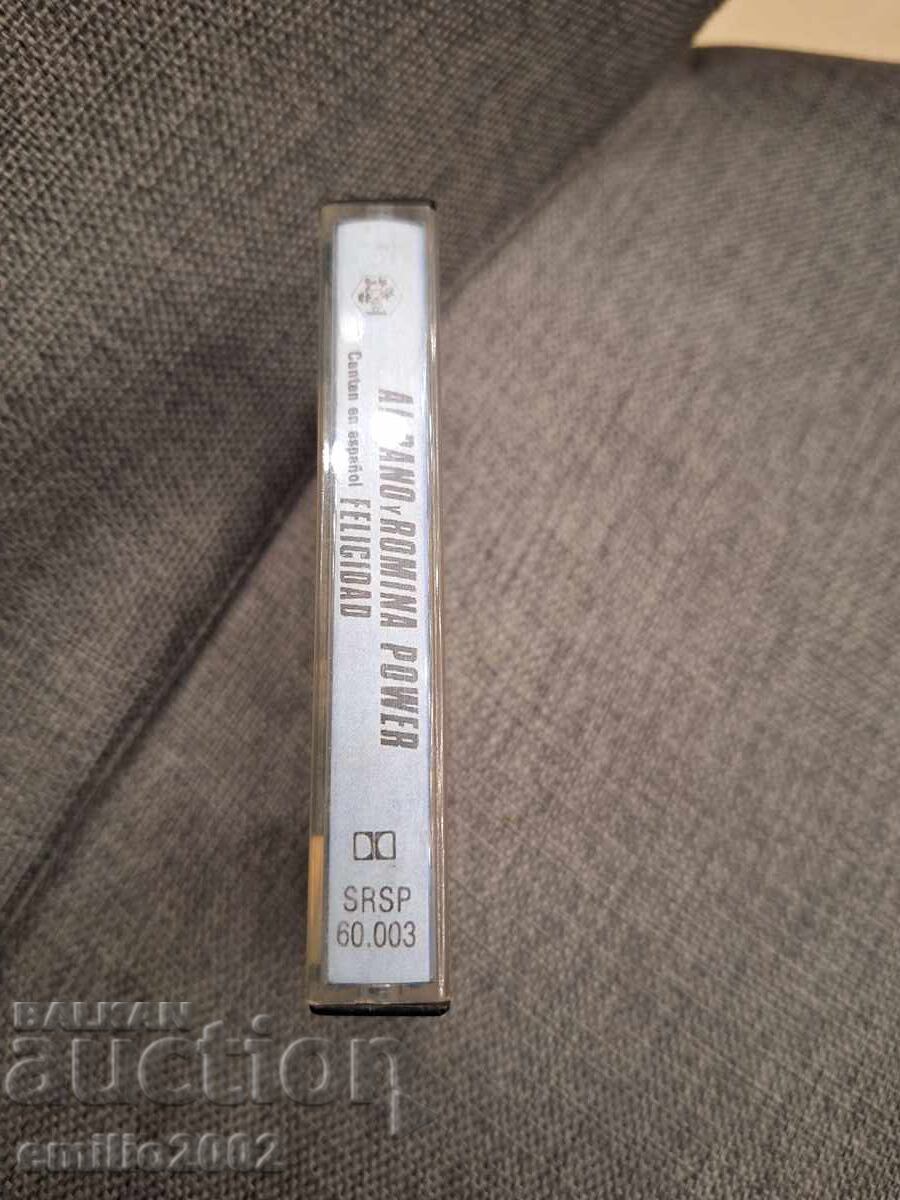 AL BANO Y ROMINA POWER
Cantan en español FELICIDAD
SRSP
60.003
BALKAN
auction
emilio2002